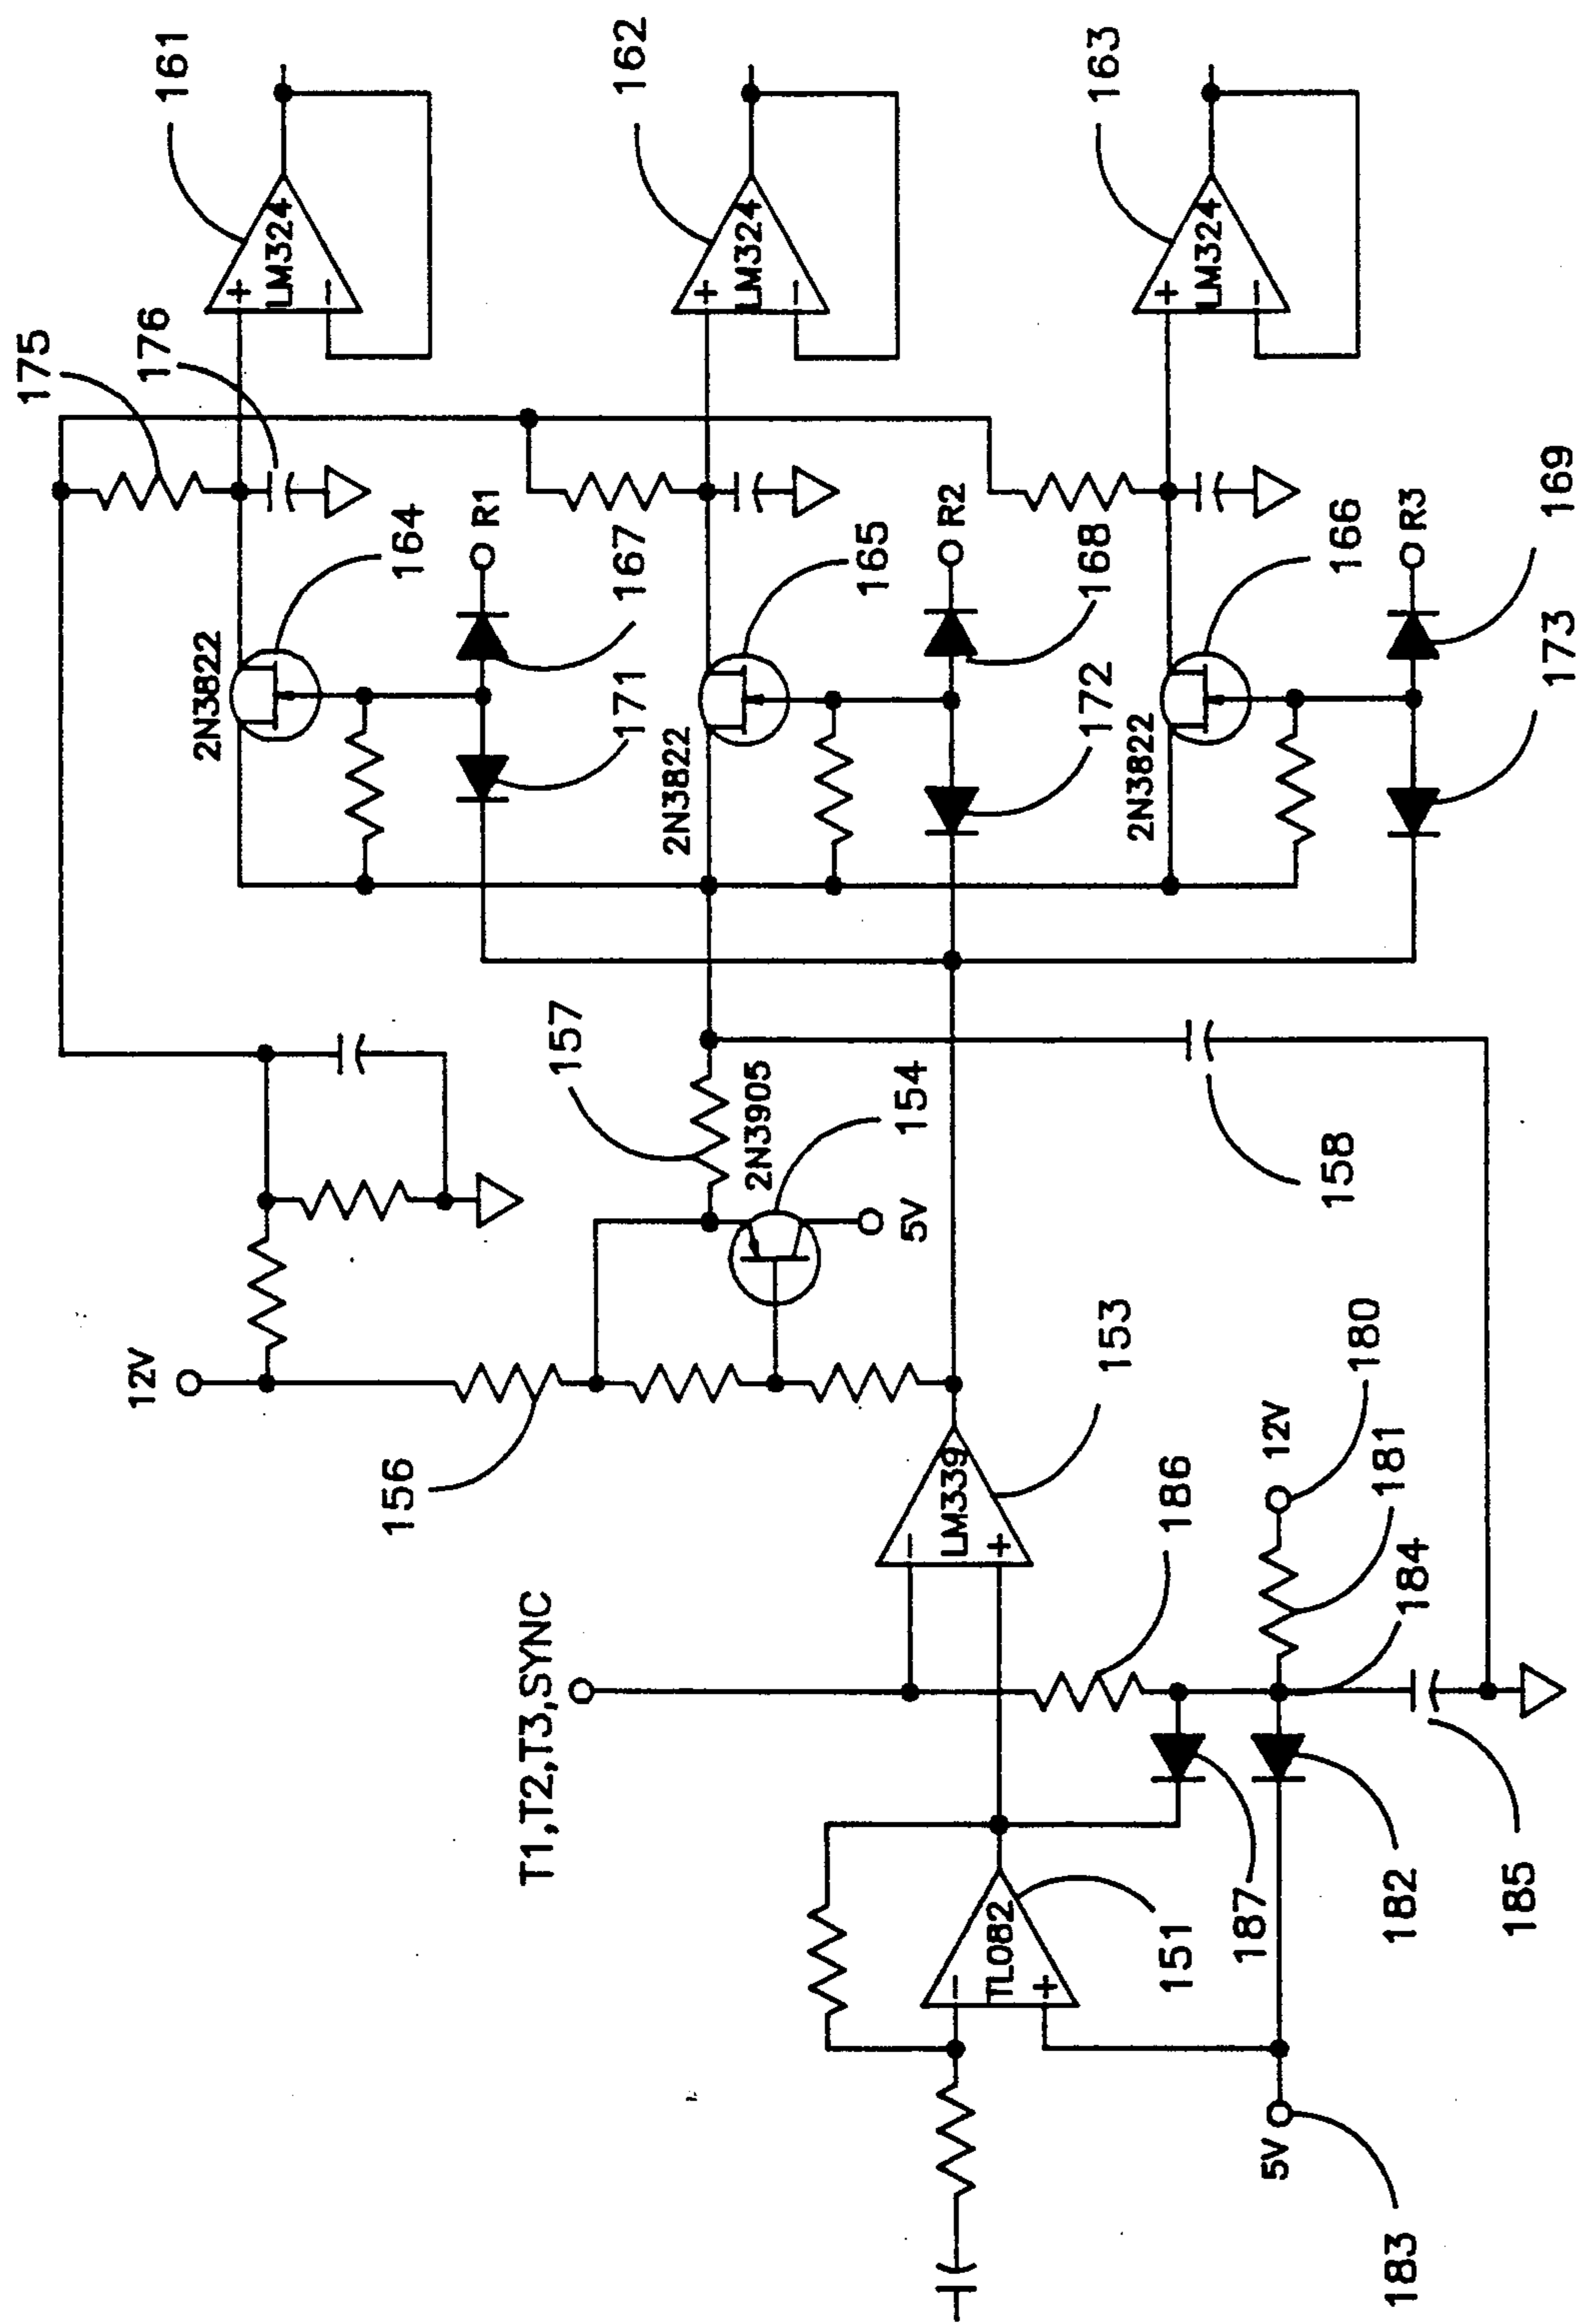 161
162
163
LM324
+
-
LM324
+
-
LM324
+
-
175
176
164
R1
167
171
2N3822
165
R2
168
172
2N3822
166
R3
169
173
2N3822
157
2N3905
154
5V
158
12V
156
153
LM339
-
+
T1,T2,T3,SYNC
186
12V
180
181
184
187
182
185
151
TL082
-
+
5V
183